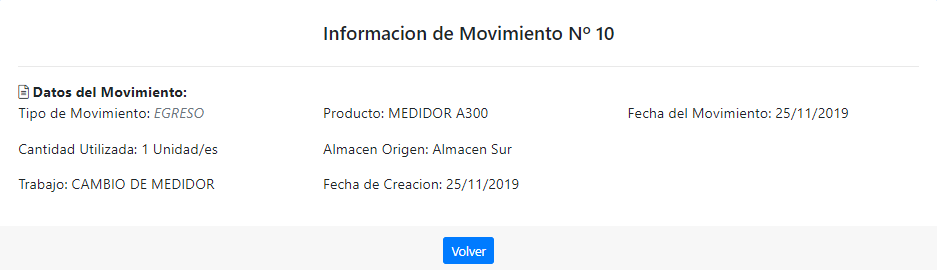 Informacion de Movimiento Nº 10
Datos del Movimiento:
Tipo de Movimiento: EGRESO Producto: MEDIDOR A300 Fecha del Movimiento: 25/11/2019
Cantidad Utilizada: 1 Unidad/es Almacen Origen: Almacen Sur
Trabajo: CAMBIO DE MEDIDOR Fecha de Creacion: 25/11/2019
Volver